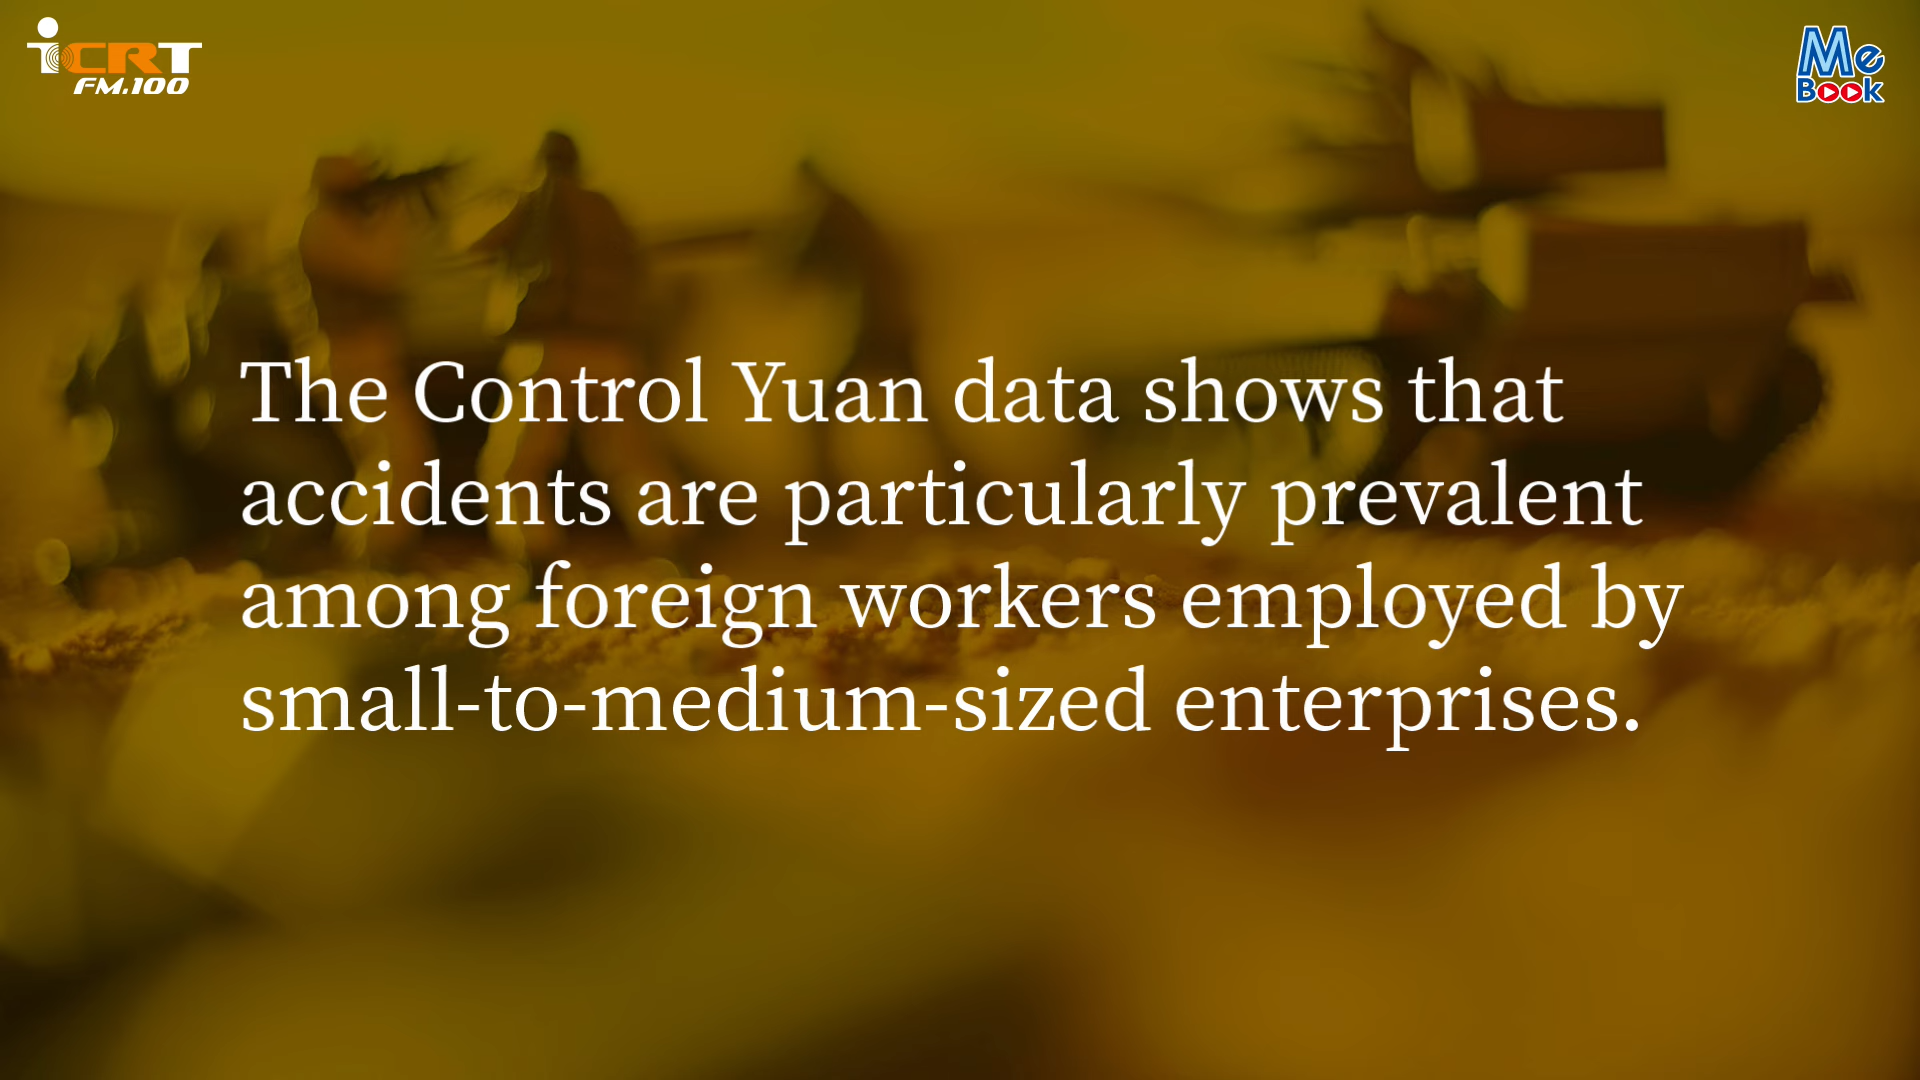 iCRT
FM.100
Me
Book
The Control Yuan data shows that
accidents are particularly prevalent
among foreign workers employed by
small-to-medium-sized enterprises.